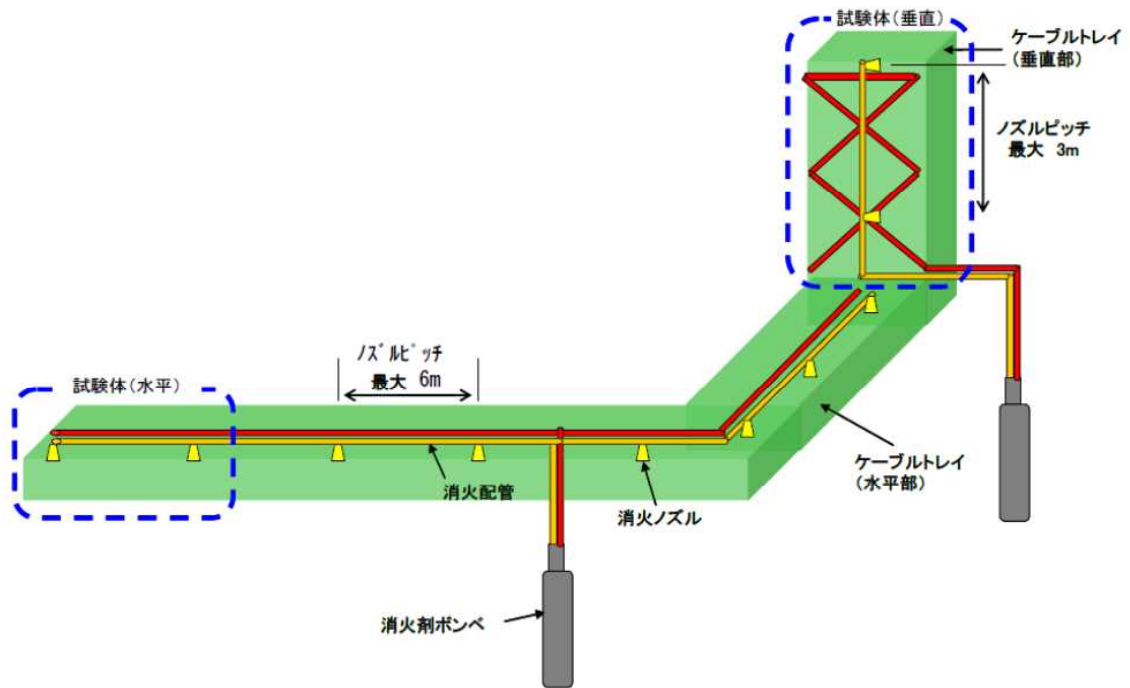 試験体(垂直)
ケーブルトレイ
(垂直部)
ノズルピッチ
最大 3m
ﾉｽﾞﾙﾋﾟｯﾁ
最大 6m
試験体(水平)
ケーブルトレイ
(水平部)
消火配管
消火ノズル
消火剤ボンベ